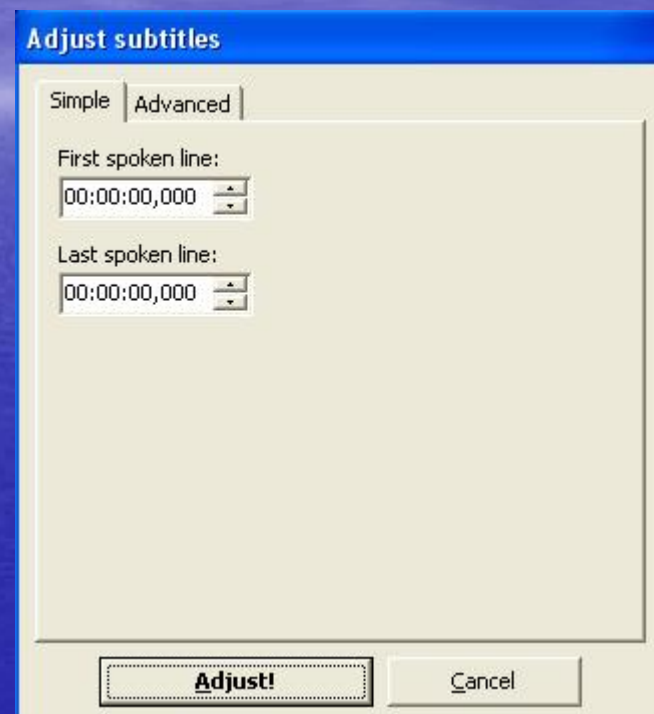 Adjust subtitles
Simple Advanced
First spoken line:
00:00:00,000
Last spoken line:
00:00:00,000
Adjust! Cancel